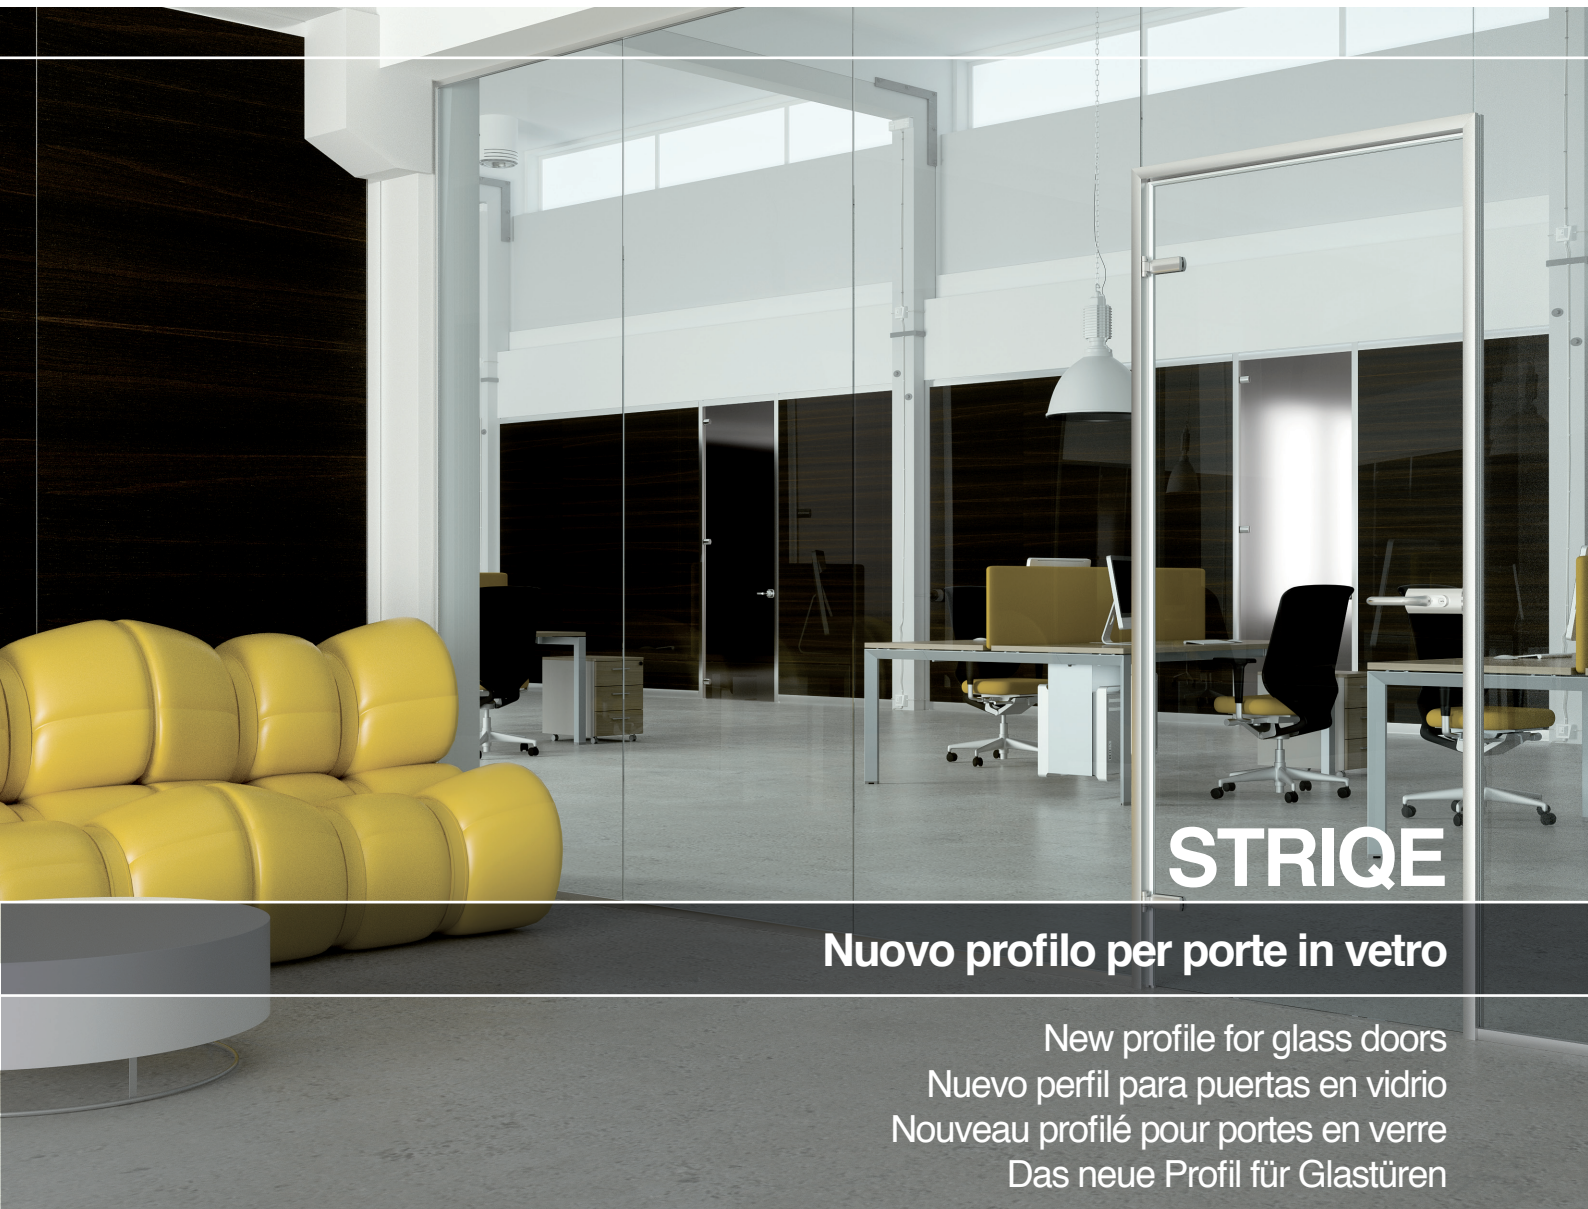 STRIQE
Nuovo profilo per porte in vetro
New profile for glass doors
Nuevo perfil para puertas en vidrio
Nouveau profilé pour portes en verre
Das neue Profil für Glastüren